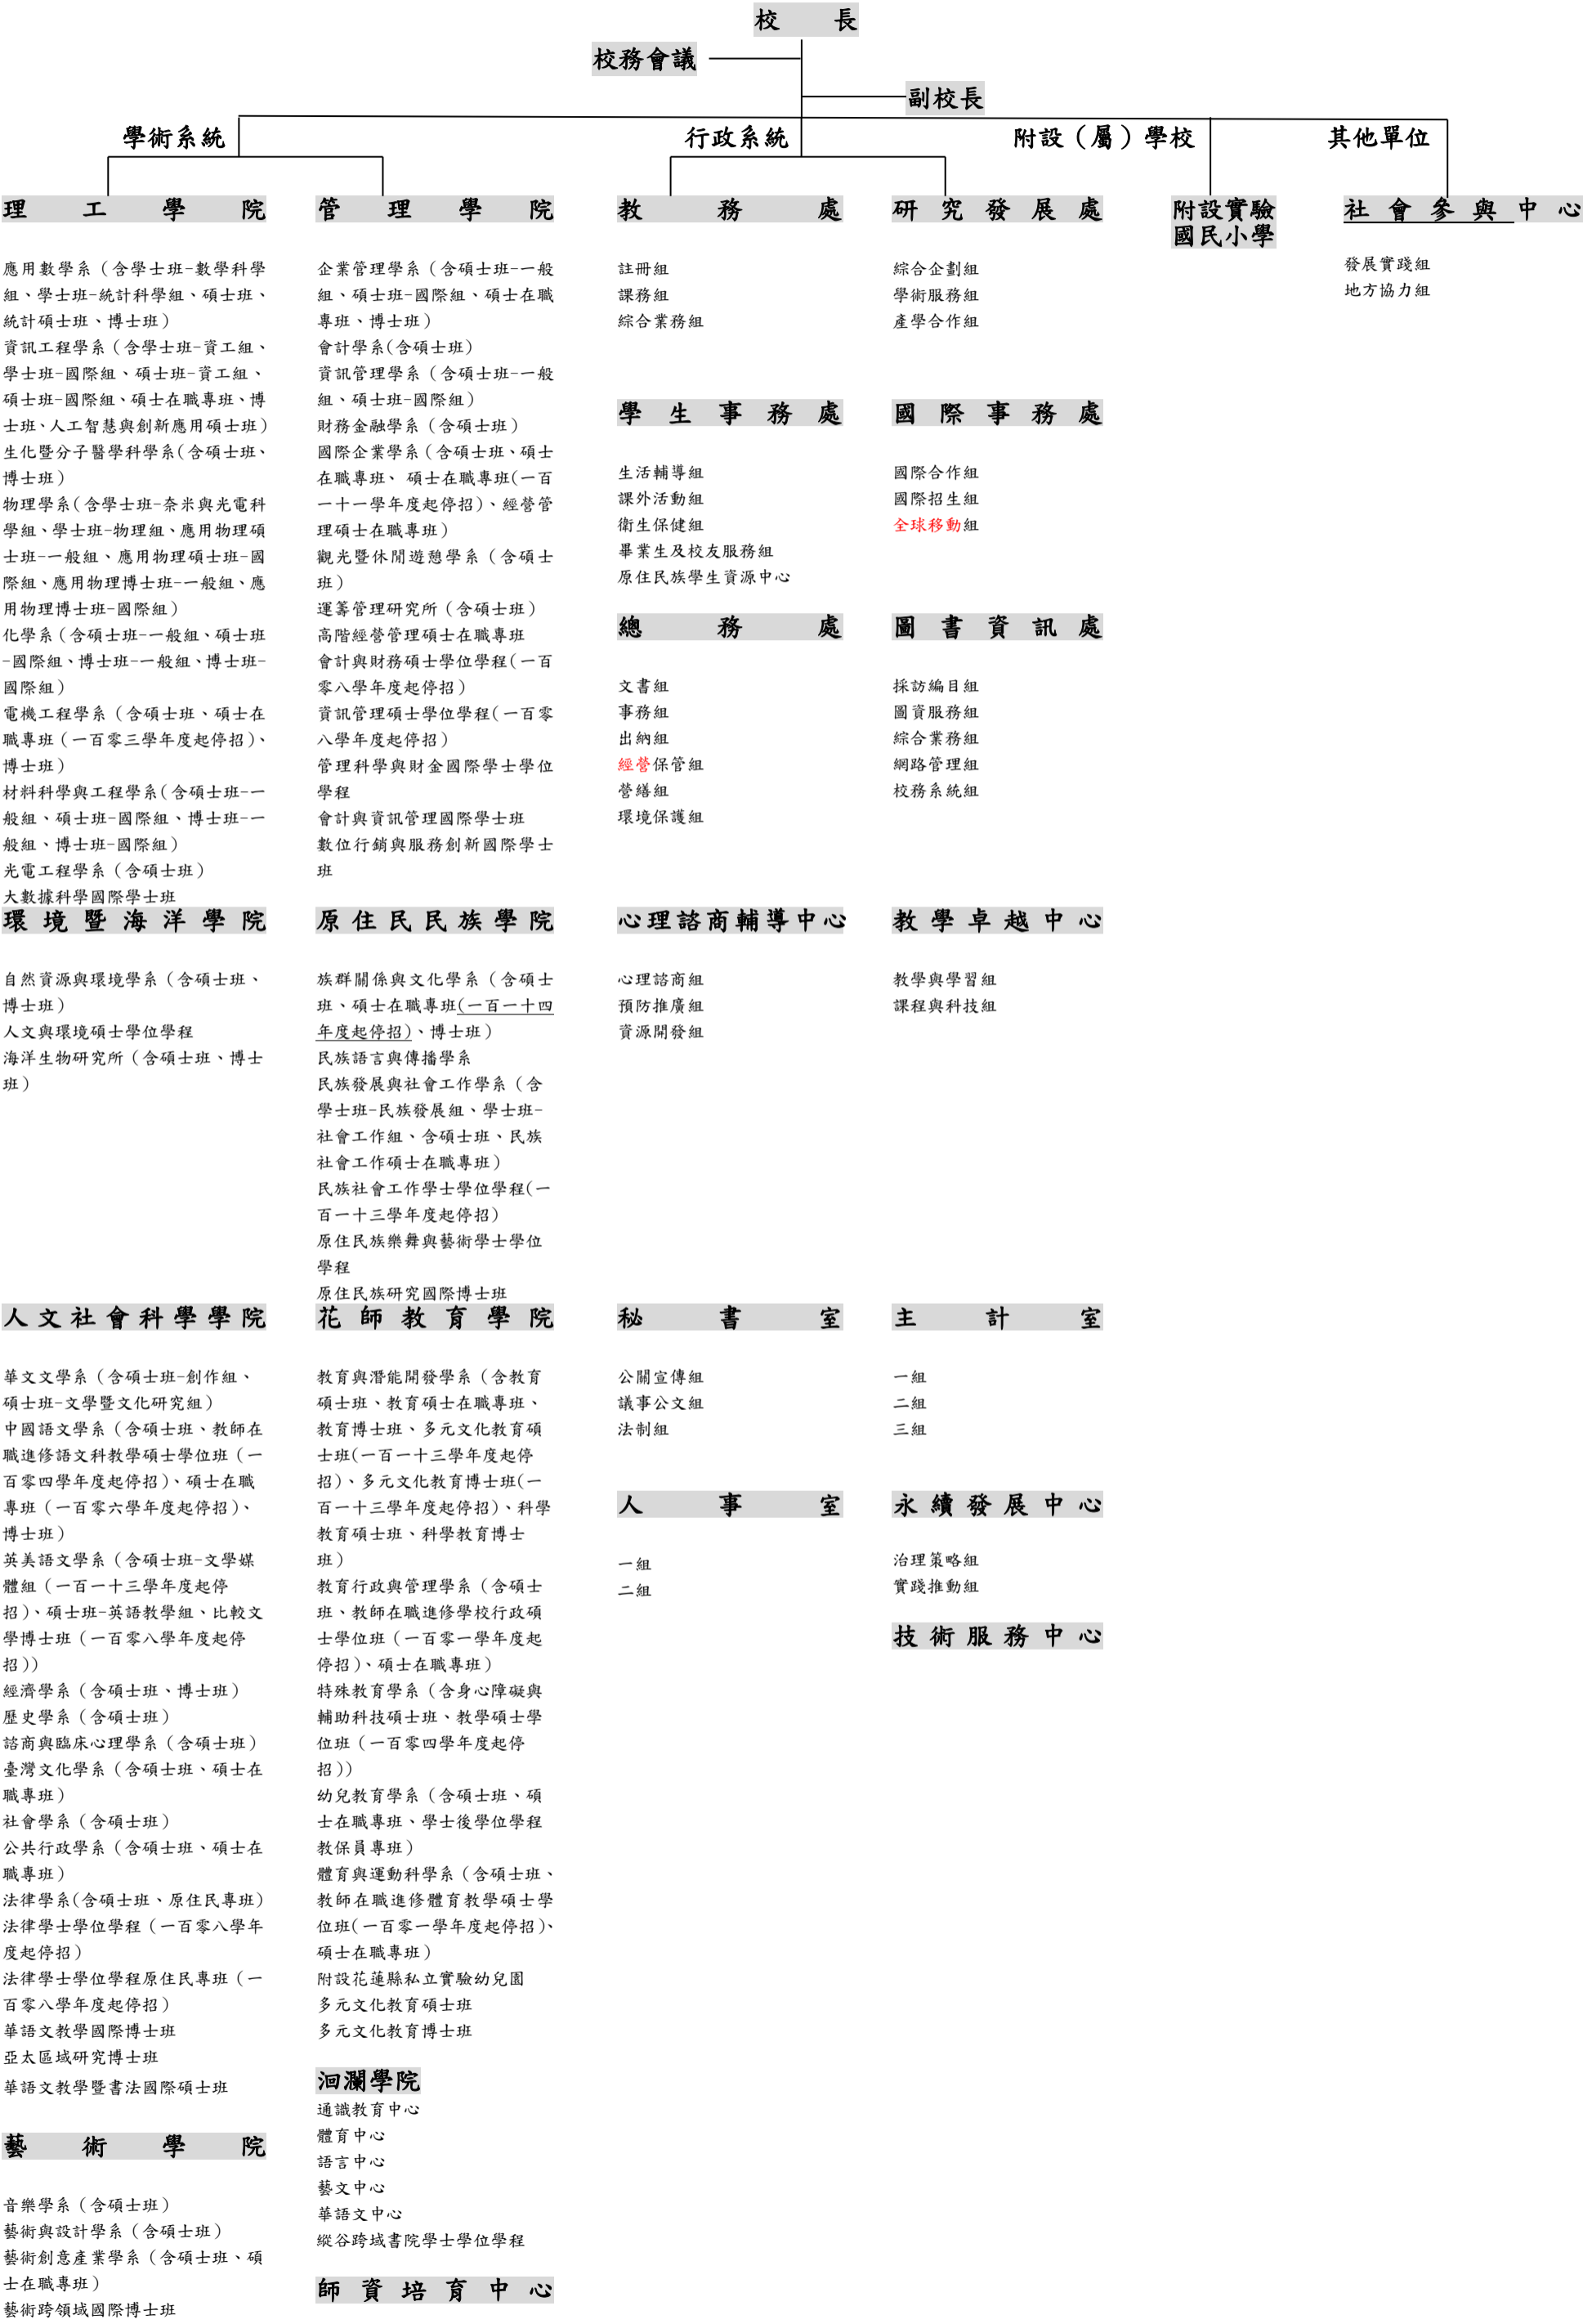 校長
校務會議
副校長
學術系統
行政系統
附設（屬）學校
其他單位
理工學院
應用數學系（含學士班-數學科學
組、學士班-統計科學組、碩士班、
統計碩士班、博士班）
資訊工程學系（含學士班-資工組、
學士班-國際組、碩士班-資工組、
碩士班-國際組、碩士在職專班、博
士班、人工智慧與創新應用碩士班）
生化暨分子醫學科學系(含碩士班、
博士班）
物理學系(含學士班-奈米與光電科
學組、學士班-物理組、應用物理碩
士班-一般組、應用物理碩士班-國
際組、應用物理博士班-一般組、應
用物理博士班-國際組）
化學系（含碩士班-一般組、碩士班
-國際組、博士班-一般組、博士班-
國際組）
電機工程學系（含碩士班、碩士在
職專班（一百零三學年度起停招）、
博士班）
材料科學與工程學系(含碩士班-一
般組、碩士班-國際組、博士班-一
般組、博士班-國際組）
光電工程學系（含碩士班）
大數據科學國際學士班
管理學院
企業管理學系（含碩士班-一般
組、碩士班-國際組、碩士在職
專班、博士班）
會計學系(含碩士班）
資訊管理學系（含碩士班-一般
組、碩士班-國際組）
財務金融學系（含碩士班）
國際企業學系（含碩士班、碩士
在職專班、 碩士在職專班(一百
一十一學年度起停招)、經營管
理碩士在職專班）
觀光暨休閒遊憩學系（含碩士
班）
運籌管理研究所（含碩士班）
高階經營管理碩士在職專班
會計與財務碩士學位學程(一百
零八學年度起停招）
資訊管理碩士學位學程(一百零
八學年度起停招）
管理科學與財金國際學士學位
學程
會計與資訊管理國際學士班
數位行銷與服務創新國際學士
班
教務處
註冊組
課務組
綜合業務組
研究發展處
綜合企劃組
學術服務組
產學合作組
附設實驗
國民小學
社會參與中心
發展實踐組
地方協力組
學生事務處
生活輔導組
課外活動組
衛生保健組
畢業生及校友服務組
原住民族學生資源中心
國際事務處
國際合作組
國際招生組
全球移動組
總務處
文書組
事務組
出納組
經營保管組
營繕組
環境保護組
圖書資訊處
採訪編目組
圖資服務組
綜合業務組
網路管理組
校務系統組
環境暨海洋學院
自然資源與環境學系（含碩士班、
博士班）
人文與環境碩士學位學程
海洋生物研究所（含碩士班、博士
班）
原住民民族學院
族群關係與文化學系（含碩士
班、碩士在職專班(一百一十四
年度起停招)、博士班）
民族語言與傳播學系
民族發展與社會工作學系（含
學士班-民族發展組、學士班-
社會工作組、含碩士班、民族
社會工作碩士在職專班）
民族社會工作學士學位學程(一
百一十三學年度起停招）
原住民族樂舞與藝術學士學位
學程
原住民族研究國際博士班
心理諮商輔導中心
心理諮商組
預防推廣組
資源開發組
教學卓越中心
教學與學習組
課程與科技組
人文社會科學學院
華文文學系（含碩士班-創作組、
碩士班-文學暨文化研究組）
中國語文學系（含碩士班、教師在
職進修語文科教學碩士學位班（一
百零四學年度起停招）、碩士在職
專班（一百零六學年度起停招）、
博士班）
英美語文學系（含碩士班-文學媒
體組（一百一十三學年度起停
招）、碩士班-英語教學組、比較文
學博士班（一百零八學年度起停
招））
經濟學系（含碩士班、博士班）
歷史學系（含碩士班）
諮商與臨床心理學系（含碩士班）
臺灣文化學系（含碩士班、碩士在
職專班）
社會學系（含碩士班）
公共行政學系（含碩士班、碩士在
職專班）
法律學系(含碩士班、原住民專班）
法律學士學位學程（一百零八學年
度起停招）
法律學士學位學程原住民專班（一
百零八學年度起停招）
華語文教學國際博士班
亞太區域研究博士班
華語文教學暨書法國際碩士班
花師教育學院
教育與潛能開發學系（含教育
碩士班、教育碩士在職專班、
教育博士班、多元文化教育碩
士班(一百一十三學年度起停
招)、多元文化教育博士班(一
百一十三學年度起停招)、科學
教育碩士班、科學教育博士
班）
教育行政與管理學系（含碩士
班、教師在職進修學校行政碩
士學位班（一百零一學年度起
停招）、碩士在職專班）
特殊教育學系（含身心障礙與
輔助科技碩士班、教學碩士學
位班（一百零四學年度起停
招））
幼兒教育學系（含碩士班、碩
士在職專班、學士後學位學程
教保員專班）
體育與運動科學系（含碩士班、
教師在職進修體育教學碩士學
位班(一百零一學年度起停招)、
碩士在職專班）
附設花蓮縣私立實驗幼兒園
多元文化教育碩士班
多元文化教育博士班
秘書室
公關宣傳組
議事公文組
法制組
主計室
一組
二組
三組
人事室
一組
二組
永續發展中心
治理策略組
實踐推動組
技術服務中心
藝術學院
音樂學系（含碩士班）
藝術與設計學系（含碩士班）
藝術創意產業學系（含碩士班、碩
士在職專班）
藝術跨領域國際博士班
洄瀾學院
通識教育中心
體育中心
語言中心
藝文中心
華語文中心
縱谷跨域書院學士學位學程
師資培育中心